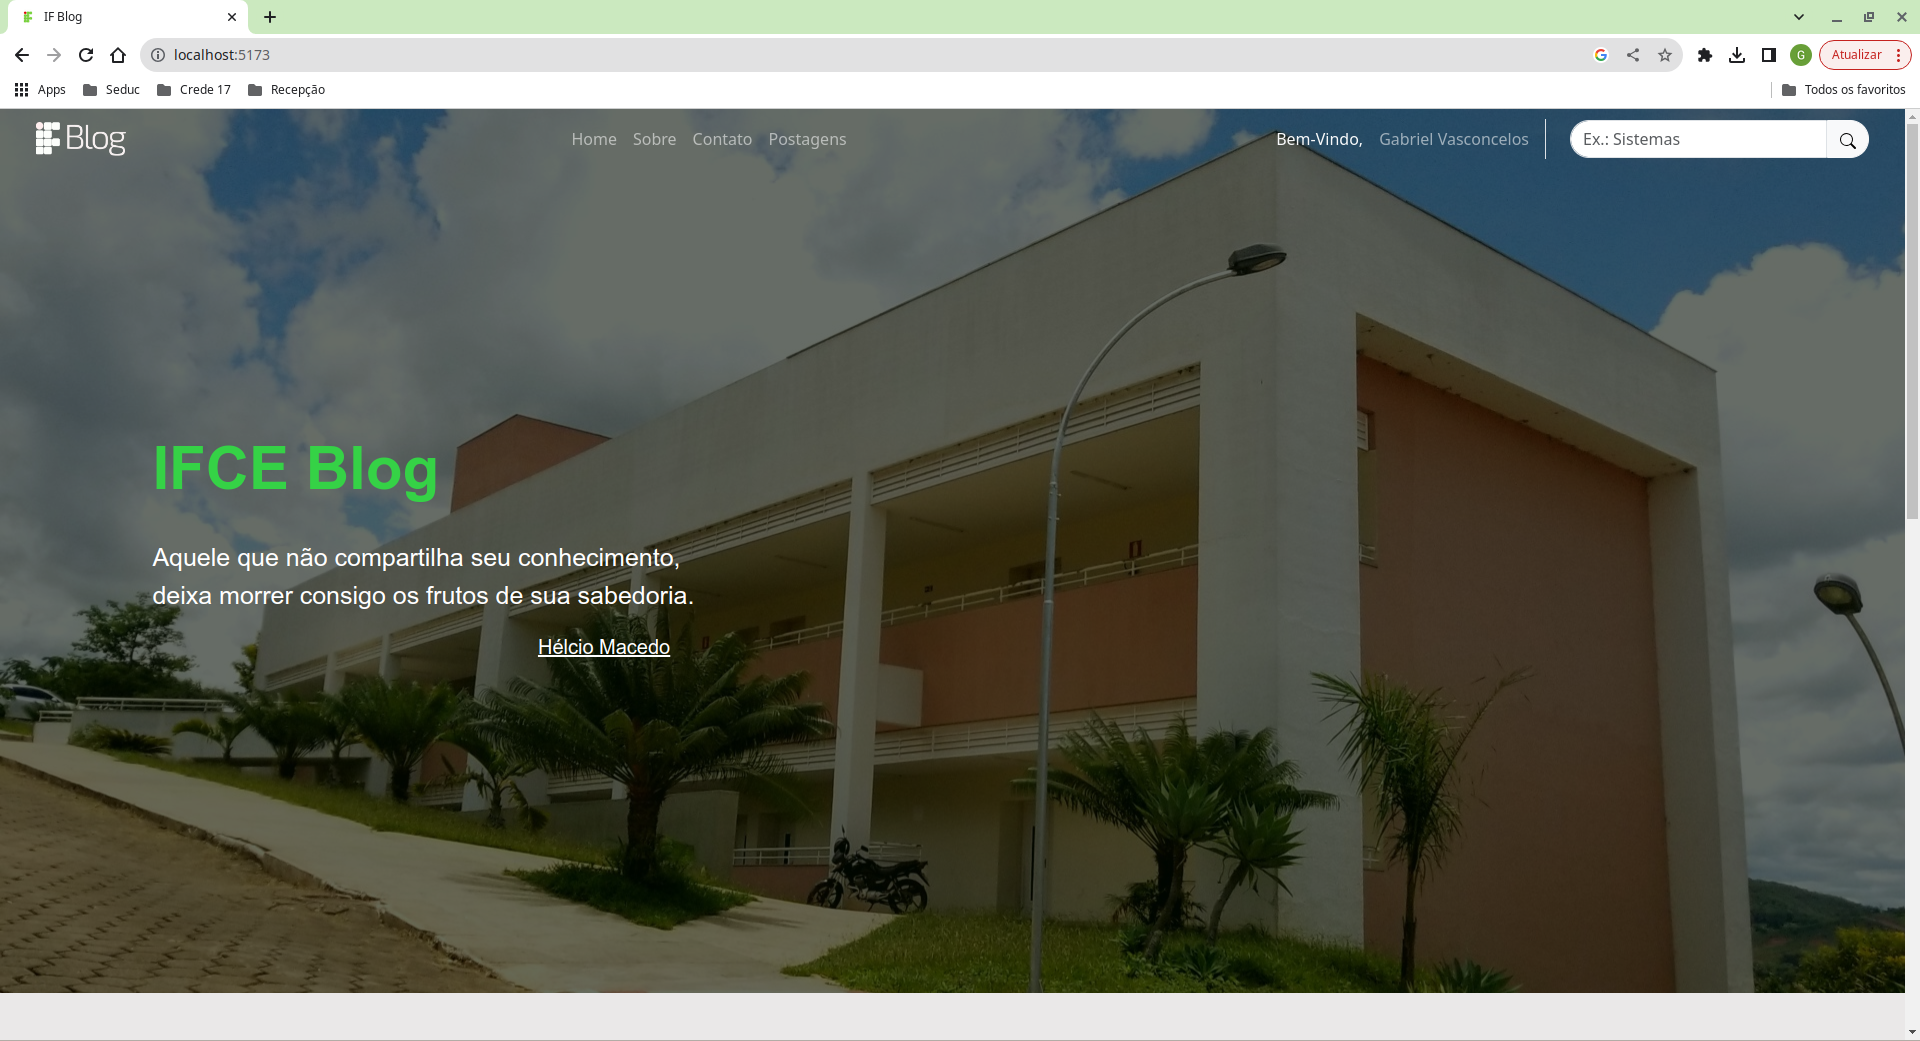 IF Blog
localhost:5173
G
Atualizar
Apps Seduc Crede 17 Recepção Todos os favoritos
IF Blog Home Sobre Contato Postagens Bem-Vindo, Gabriel Vasconcelos Ex.: Sistemas
IFCE Blog
Aquele que não compartilha seu conhecimento,
deixa morrer consigo os frutos de sua sabedoria.
Hélcio Macedo